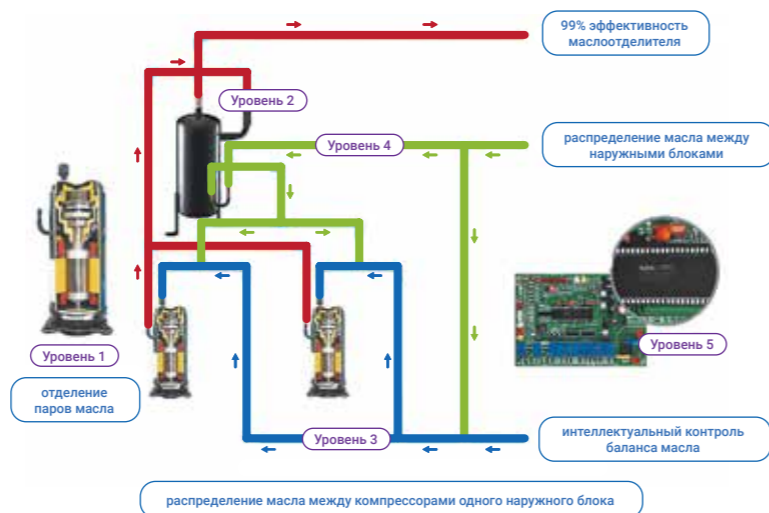 99% эффективность
маслоотделителя
Уровень 2
Уровень 4
распределение масла между
наружными блоками
Уровень 1
отделение
паров масла
Уровень 5
Уровень 3
интеллектуальный контроль
баланса масла
распределение масла между компрессорами одного наружного блока